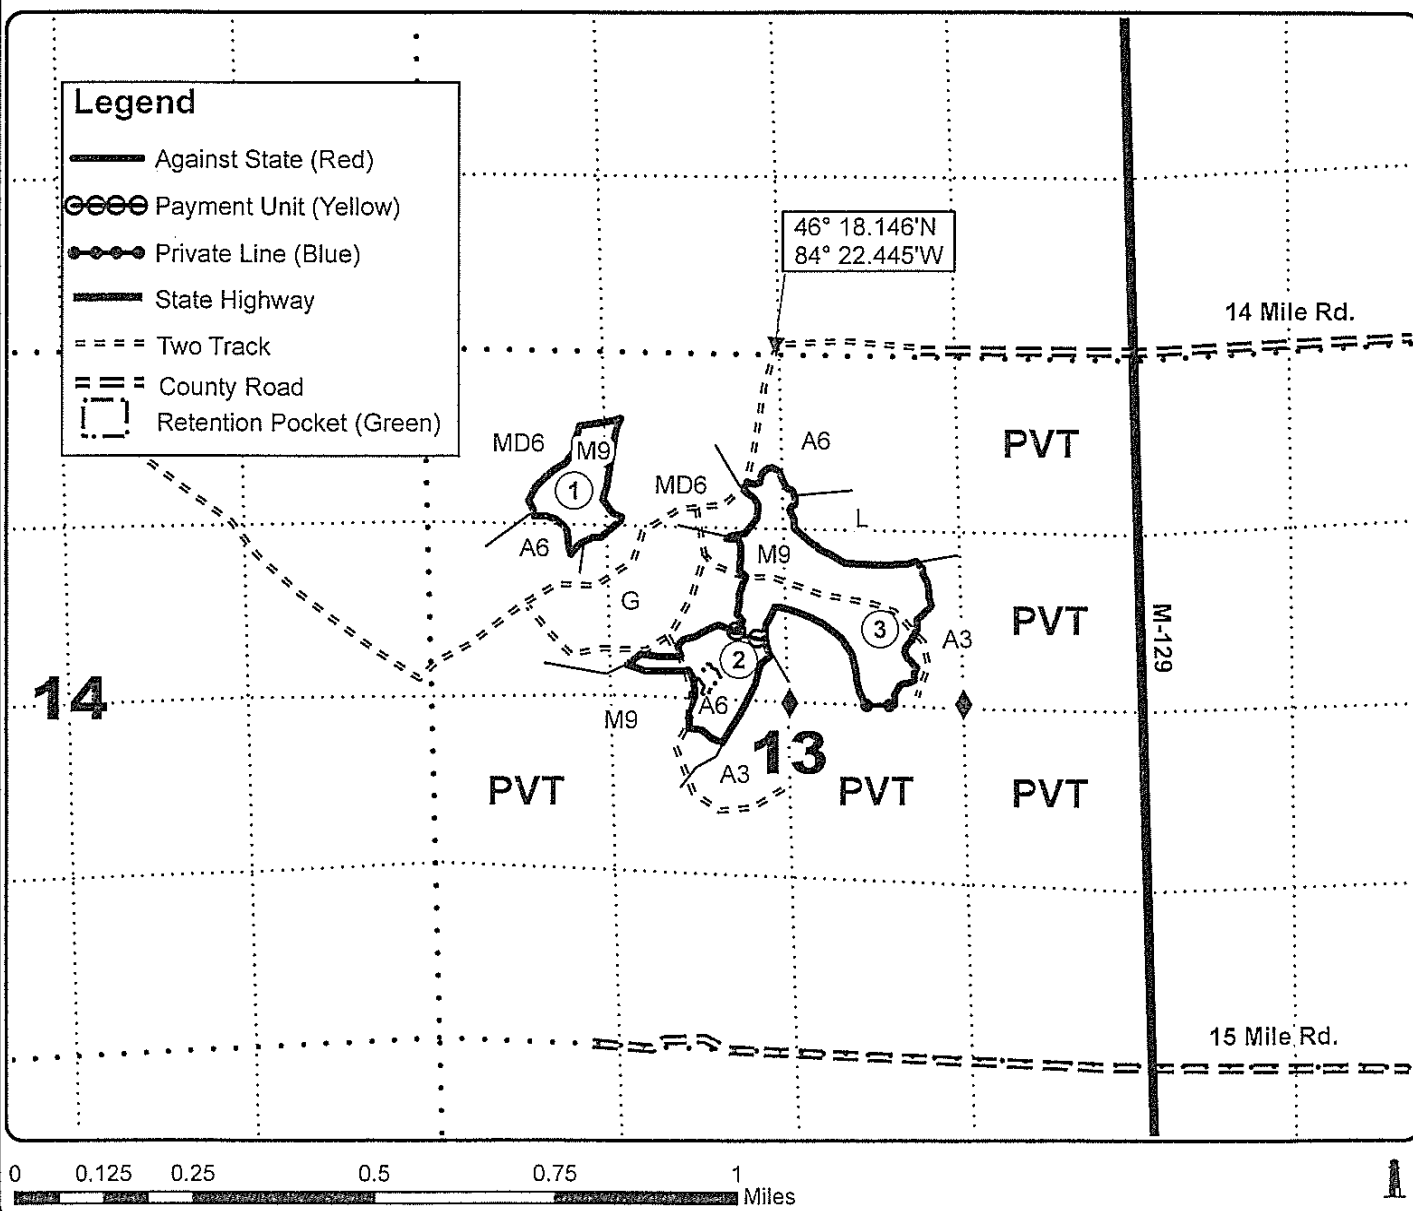 Legend
Against State (Red)
Payment Unit (Yellow)
Private Line (Blue)
State Highway
Two Track
County Road
Retention Pocket (Green)
46° 18.146'N
84° 22.445'W
14 Mile Rd.
MD6
M9
1
A6
MD6
A6
PVT
L
M9
G
3
A3
PVT
M-129
2
14
M9
A6
13
A3
PVT
PVT
PVT
15 Mile Rd.
0 0.125 0.25 0.5 0.75 1
Miles